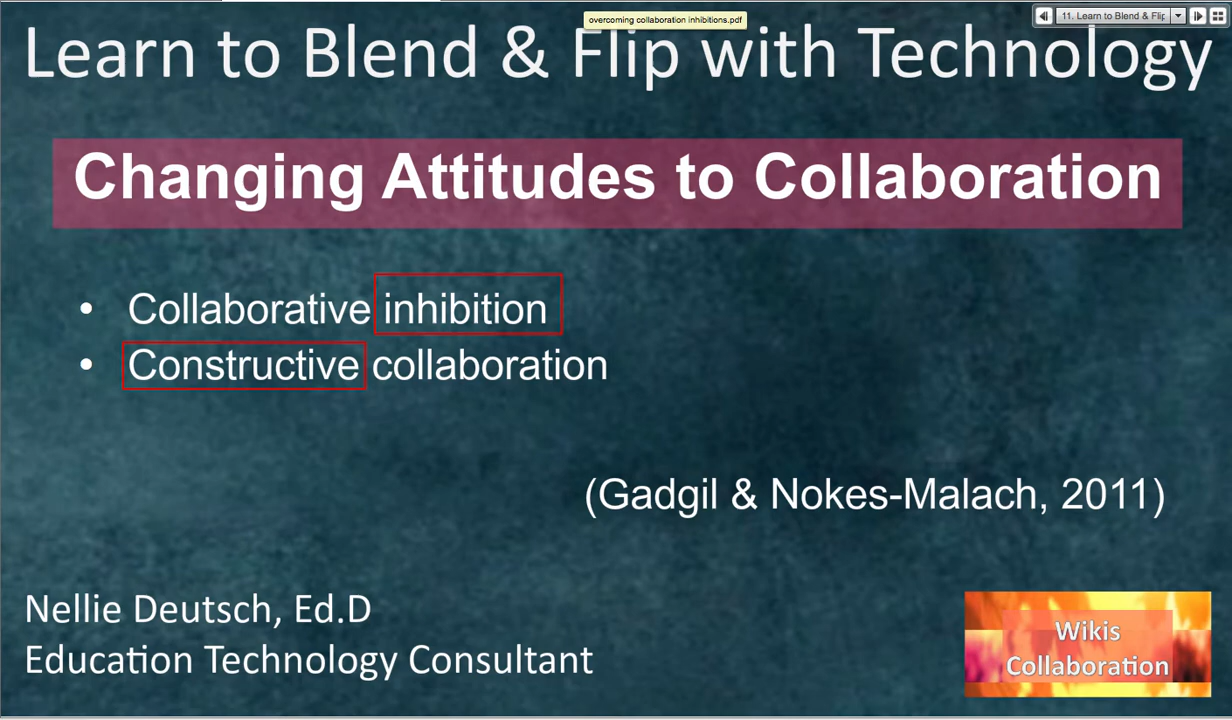 overcoming collaboration inhibitions.pdf
11. Learn to Blend & Flip
Learn to Blend & Flip with Technology
Changing Attitudes to Collaboration
• Collaborative inhibition
• Constructive collaboration
(Gadgil & Nokes-Malach, 2011)
Nellie Deutsch, Ed.D
Education Technology Consultant
Wikis
Collaboration